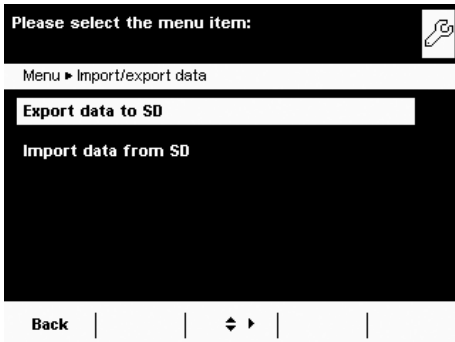 Please select the menu item:
Menu ▸ Import/export data
Export data to SD
Import data from SD
Back